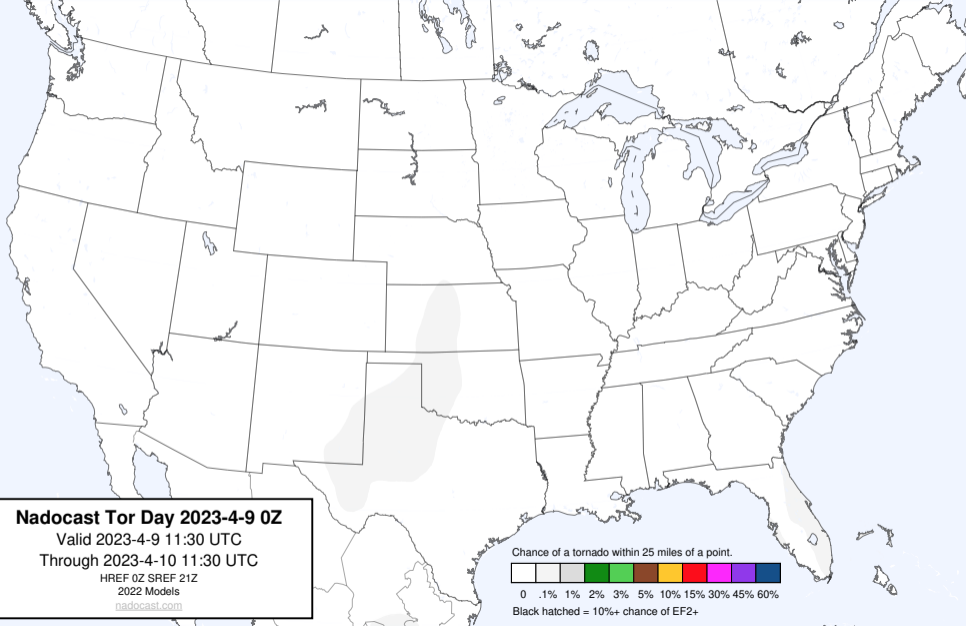 Nadocast Tor Day 2023-4-9 0Z
Valid 2023-4-9 11:30 UTC
Through 2023-4-10 11:30 UTC
HREF 0Z SREF 21Z
2022 Models
nadocast.com
Chance of a tornado within 25 miles of a point.
0 .1% 1% 2% 3% 5% 10% 15% 30% 45% 60%
Black hatched = 10%+ chance of EF2+